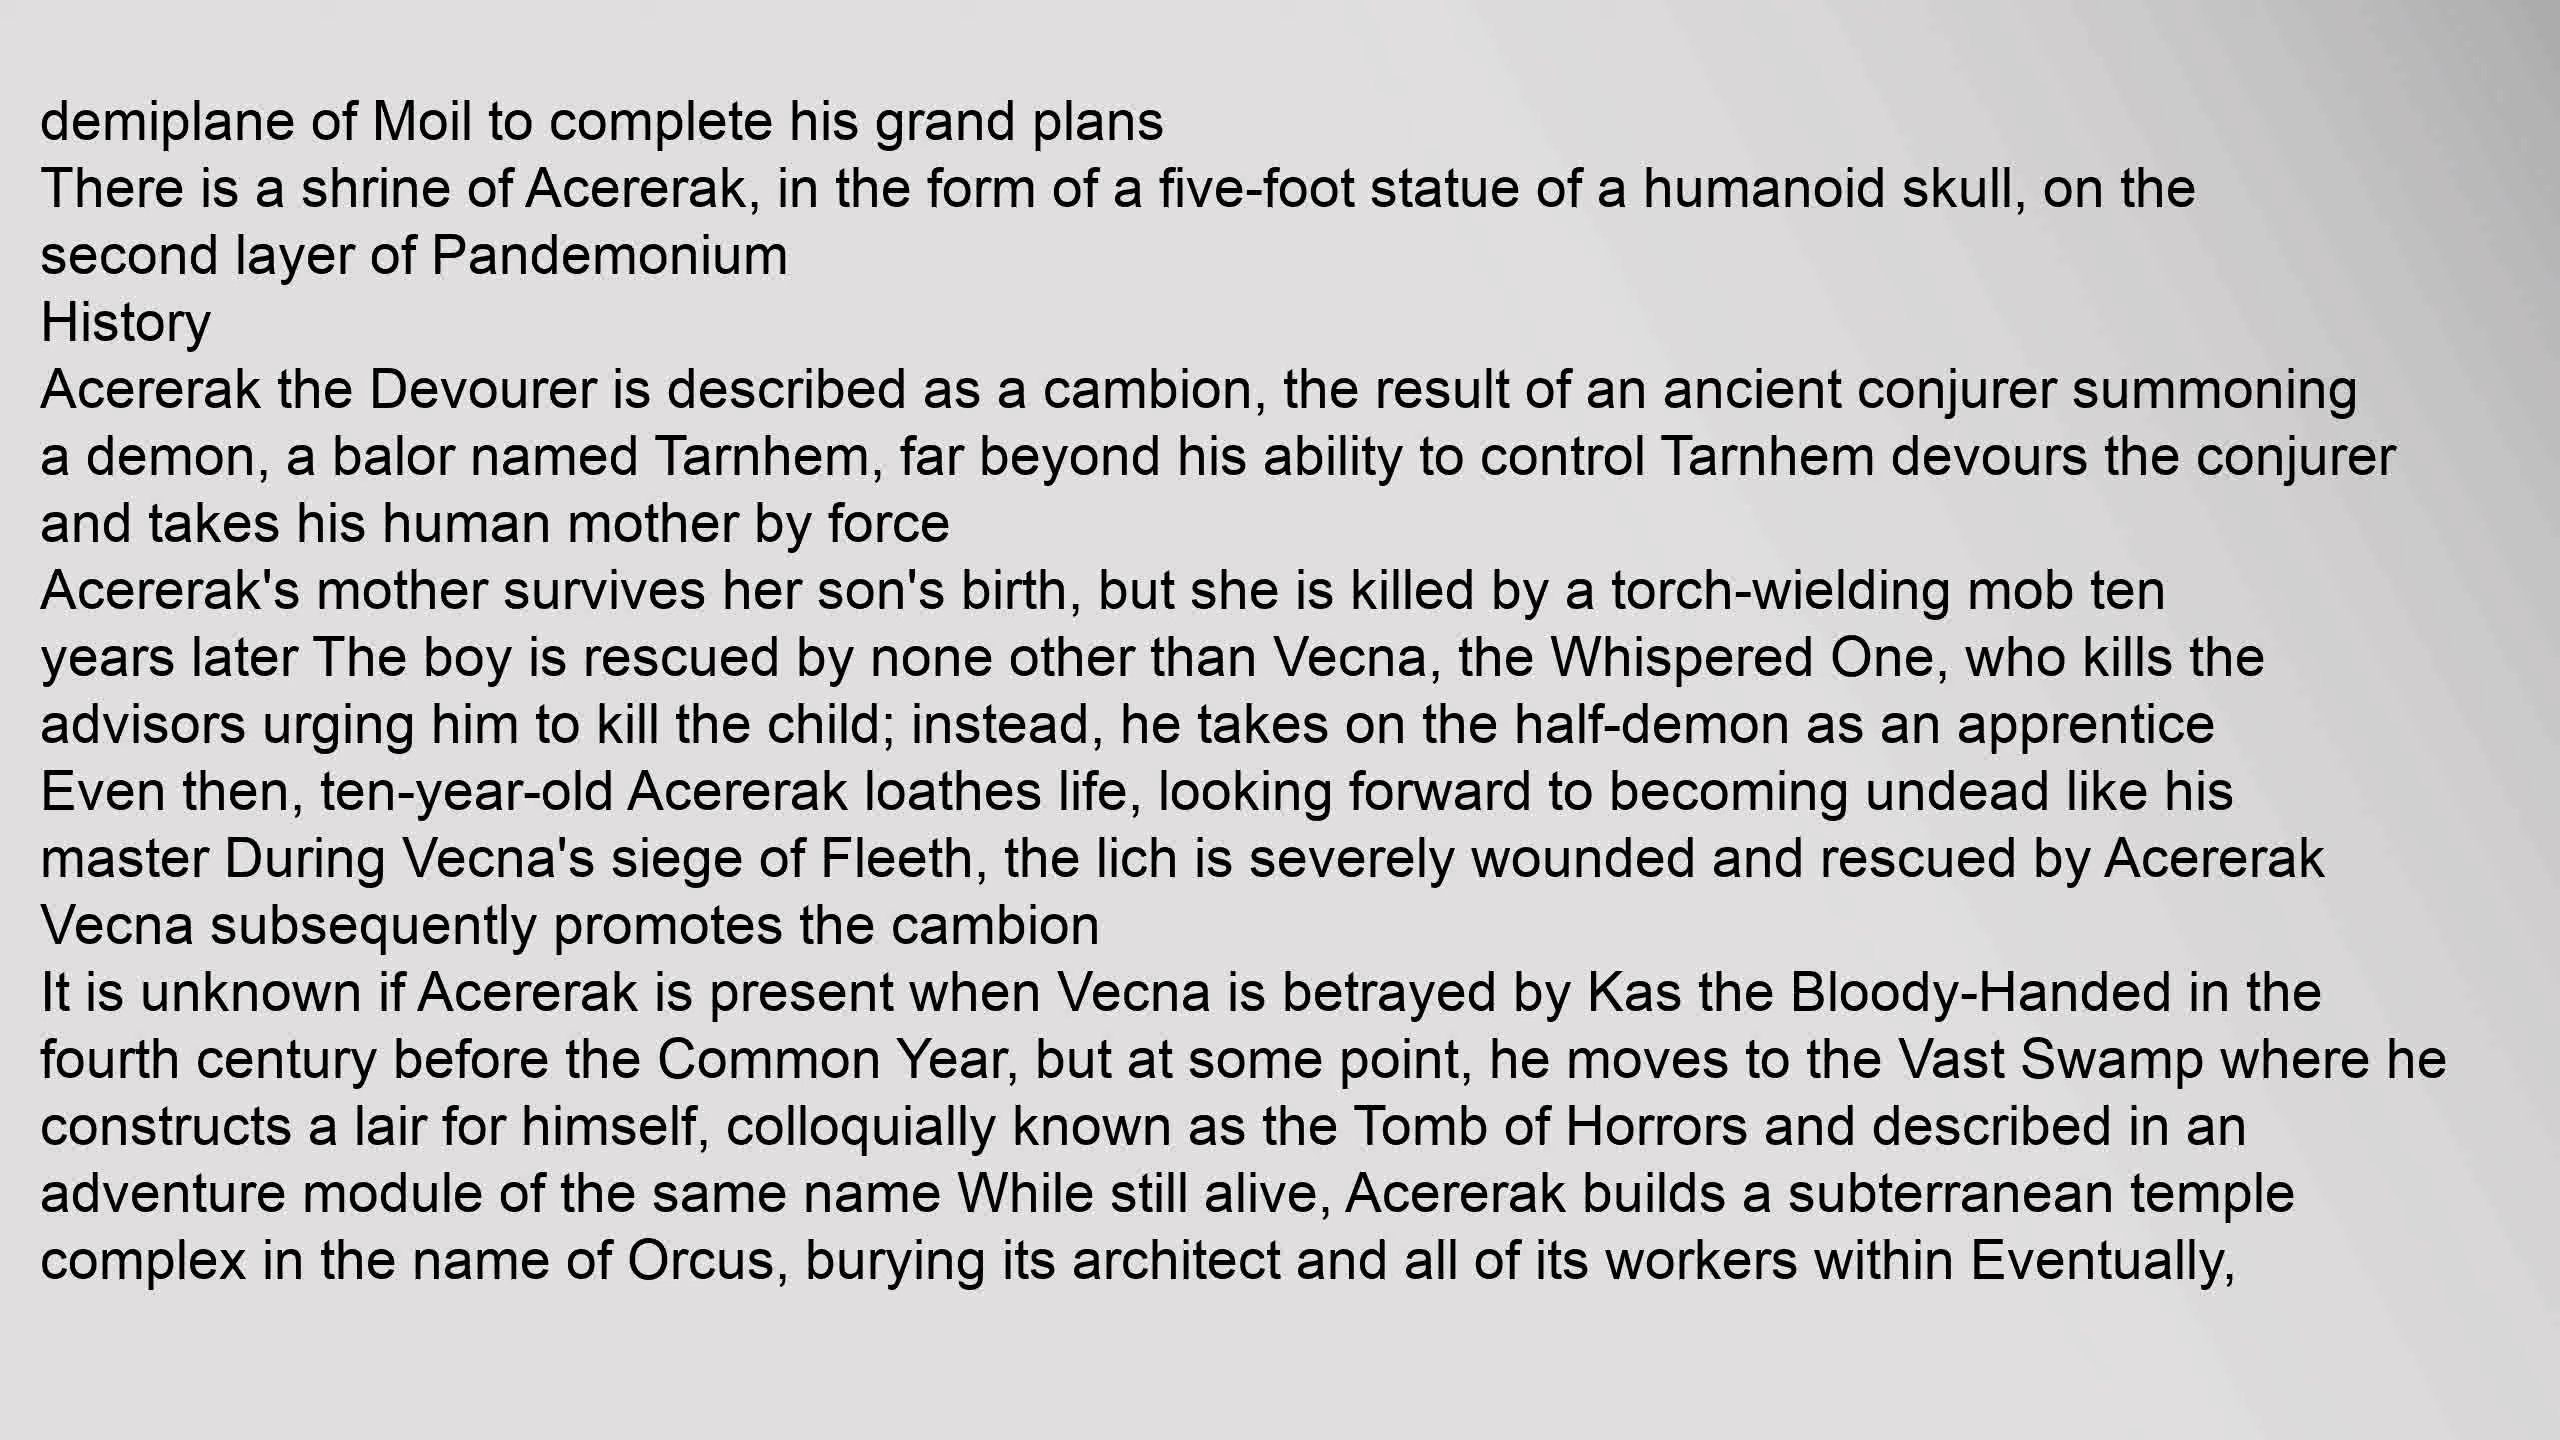 demiplane of Moil to complete his grand plans
There is a shrine of Acererak, in the form of a five-foot statue of a humanoid skull, on the
second layer of Pandemonium
History
Acererak the Devourer is described as a cambion, the result of an ancient conjurer summoning
a demon, a balor named Tarnhem, far beyond his ability to control Tarnhem devours the conjurer
and takes his human mother by force
Acererak's mother survives her son's birth, but she is killed by a torch-wielding mob ten
years later The boy is rescued by none other than Vecna, the Whispered One, who kills the
advisors urging him to kill the child; instead, he takes on the half-demon as an apprentice
Even then, ten-year-old Acererak loathes life, looking forward to becoming undead like his
master During Vecna's siege of Fleeth, the lich is severely wounded and rescued by Acererak
Vecna subsequently promotes the cambion
It is unknown if Acererak is present when Vecna is betrayed by Kas the Bloody-Handed in the
fourth century before the Common Year, but at some point, he moves to the Vast Swamp where he
constructs a lair for himself, colloquially known as the Tomb of Horrors and described in an
adventure module of the same name While still alive, Acererak builds a subterranean temple
complex in the name of Orcus, burying its architect and all of its workers within Eventually,